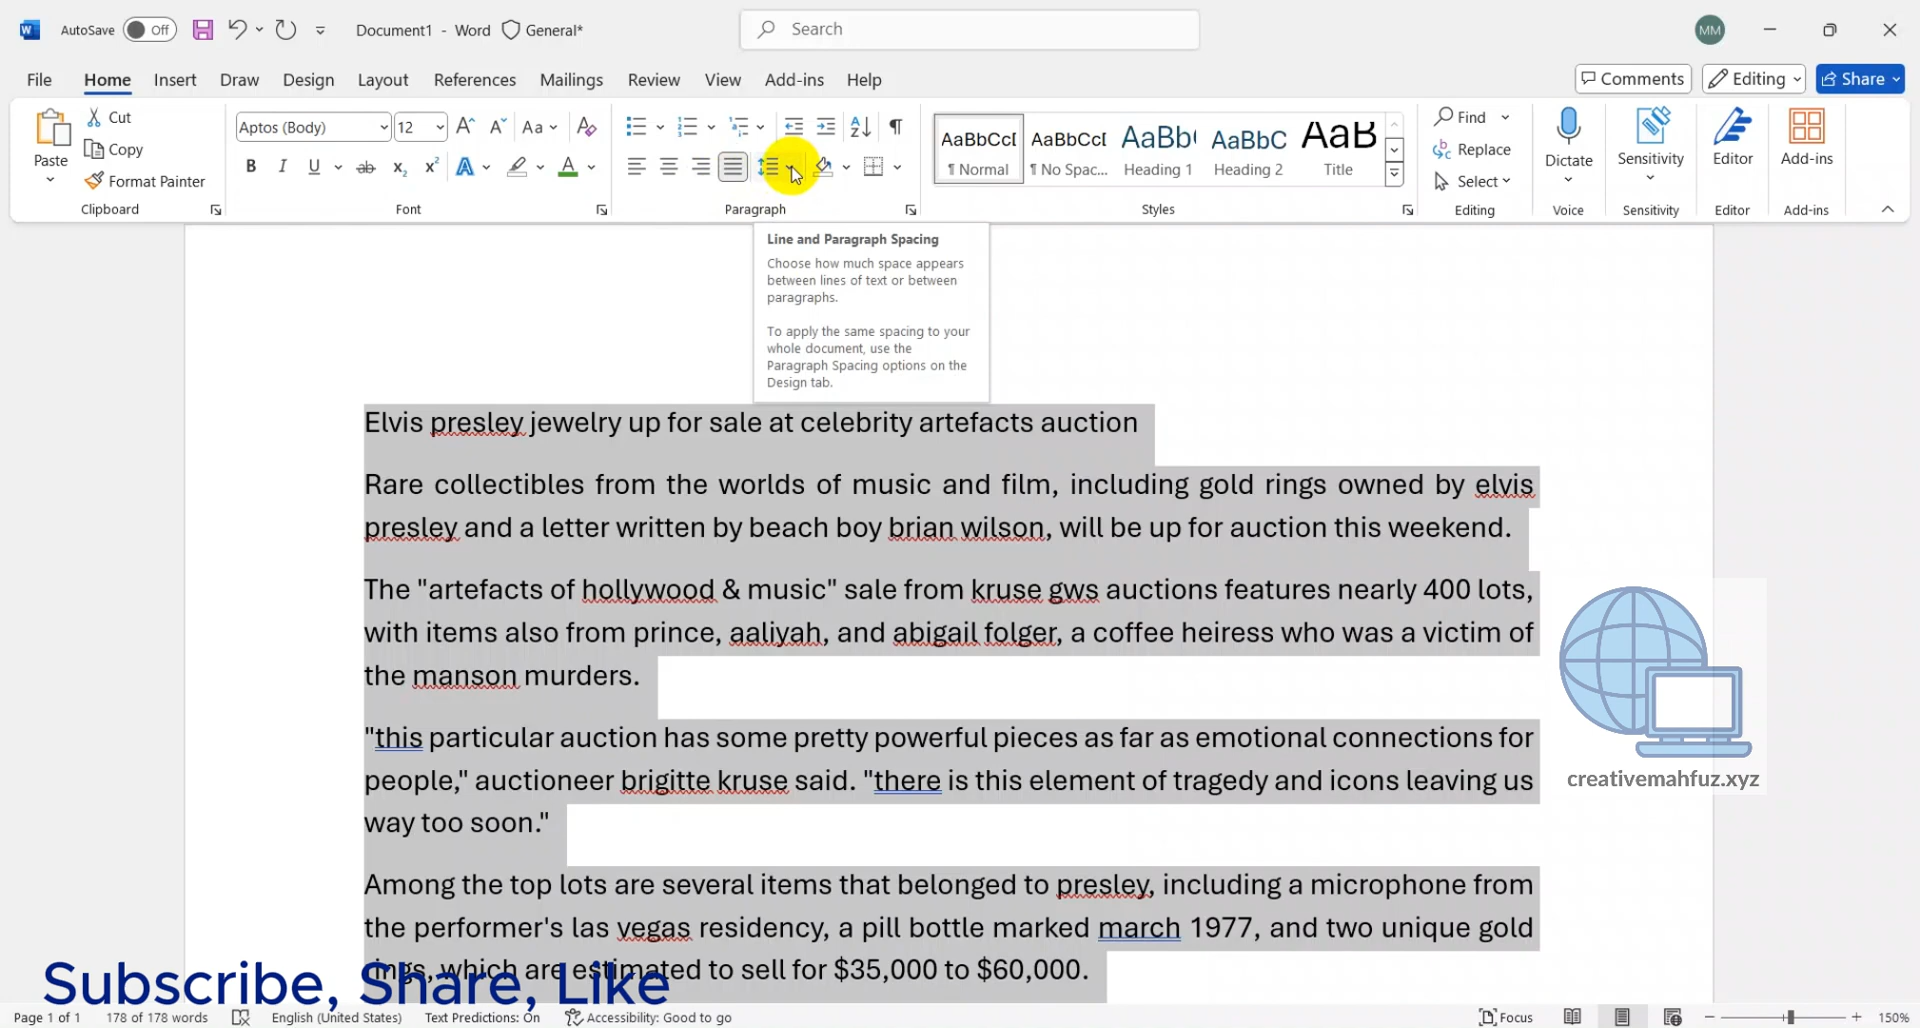 AutoSave Off Document1 - Word General* Search MM
File Home Insert Draw Design Layout References Mailings Review View Add-ins Help Comments Editing Share
Paste Cut Copy Format Painter Clipboard
Aptos (Body) 12 Aa B I U ab x₂ x² A A Font
Paragraph
AaBbCcI ¶ Normal AaBbCcI ¶ No Spac... AaBb( Heading 1 AaBbC Heading 2 AaB Title Styles
Find Replace Select Editing
Dictate Voice Sensitivity Sensitivity Editor Editor Add-ins Add-ins
Line and Paragraph Spacing
Choose how much space appears
between lines of text or between
paragraphs.
To apply the same spacing to your
whole document, use the
Paragraph Spacing options on the
Design tab.
Elvis presley jewelry up for sale at celebrity artefacts auction
Rare collectibles from the worlds of music and film, including gold rings owned by elvis
presley and a letter written by beach boy brian wilson, will be up for auction this weekend.
The "artefacts of hollywood & music" sale from kruse gws auctions features nearly 400 lots,
with items also from prince, aaliyah, and abigail folger, a coffee heiress who was a victim of
the manson murders.
"this particular auction has some pretty powerful pieces as far as emotional connections for
people," auctioneer brigitte kruse said. "there is this element of tragedy and icons leaving us
way too soon."
creativemahfuz.xyz
Among the top lots are several items that belonged to presley, including a microphone from
the performer's las vegas residency, a pill bottle marked march 1977, and two unique gold
rings, which are estimated to sell for $35,000 to $60,000.
Subscribe, Share, Like
Page 1 of 1 178 of 178 words English (United States) Text Predictions: On Accessibility: Good to go Focus 150%